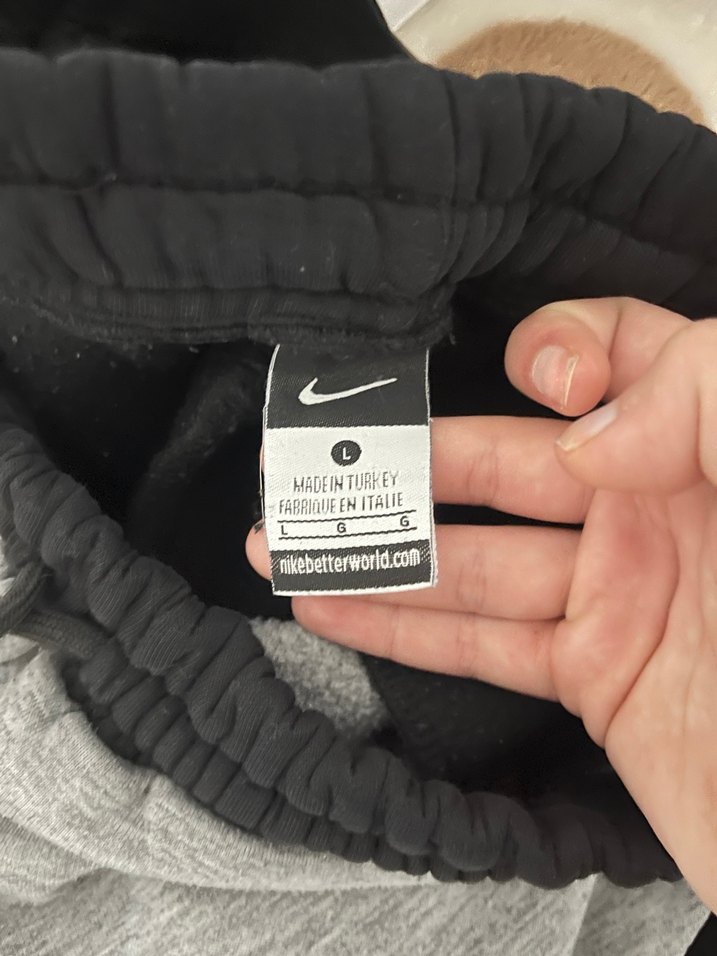 L
MADE IN TURKEY
FABRIQUE EN ITALIE
L G G
nikebetterworld.com